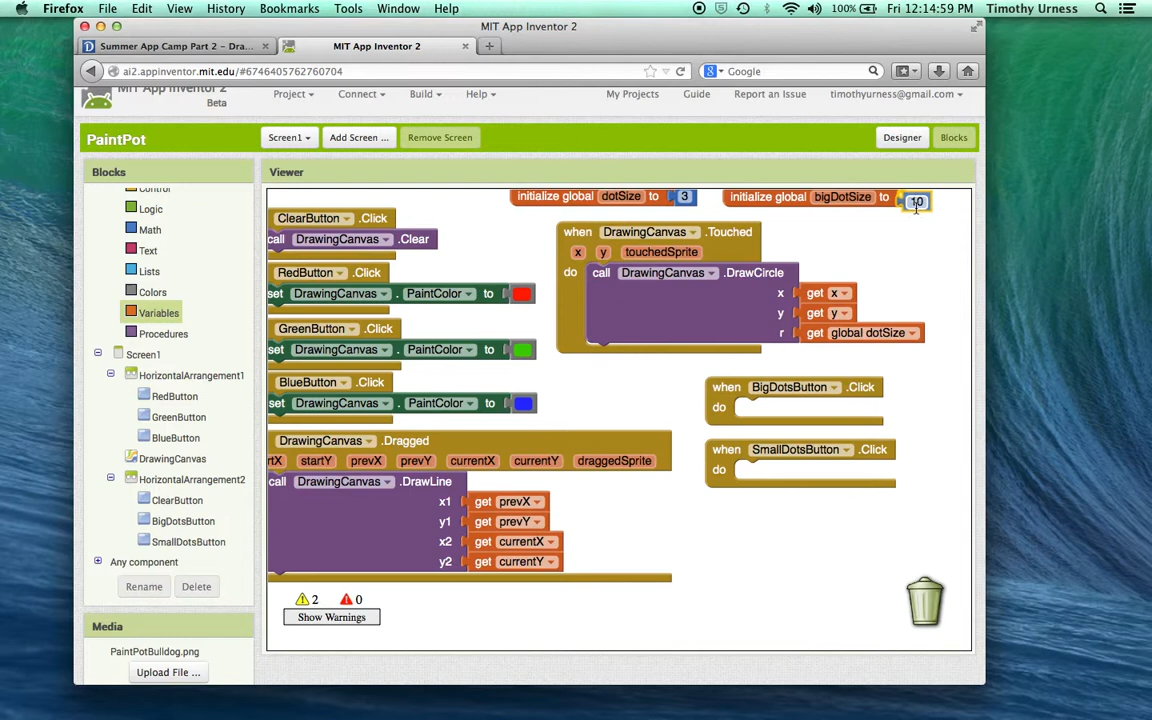 Firefox File Edit View History Bookmarks Tools Window Help 100% Fri 12:14:59 Timothy Urness
MIT App Inventor 2
Summer App Camp Part 2 – Dra... MIT App Inventor 2
ai2.appinventor.mit.edu/#6746405762760704 Google
MIT App Inventor 2
Beta
Project Connect Build Help My Projects Guide Report an Issue timothyurness@gmail.com
PaintPot Screen1 Add Screen ... Remove Screen Designer Blocks
Blocks Viewer
Control
Logic
Math
Text
Lists
Colors
Variables
Procedures
Screen1
HorizontalArrangement1
RedButton
GreenButton
BlueButton
DrawingCanvas
HorizontalArrangement2
ClearButton
BigDotsButton
SmallDotsButton
Any component
Rename Delete
Media
PaintPotBulldog.png
Upload File ...
initialize global dotSize to 3
initialize global bigDotSize to 10
ClearButton .Click
call DrawingCanvas .Clear
RedButton .Click
set DrawingCanvas . PaintColor to
GreenButton .Click
set DrawingCanvas . PaintColor to
BlueButton .Click
set DrawingCanvas . PaintColor to
DrawingCanvas .Dragged
rtX startY prevX prevY currentX currentY draggedSprite
call DrawingCanvas .DrawLine
x1 get prevX
y1 get prevY
x2 get currentX
y2 get currentY
when DrawingCanvas .Touched
x y touchedSprite
do call DrawingCanvas .DrawCircle
x get x
y get y
r get global dotSize
when BigDotsButton .Click
do
when SmallDotsButton .Click
do
2 0
Show Warnings